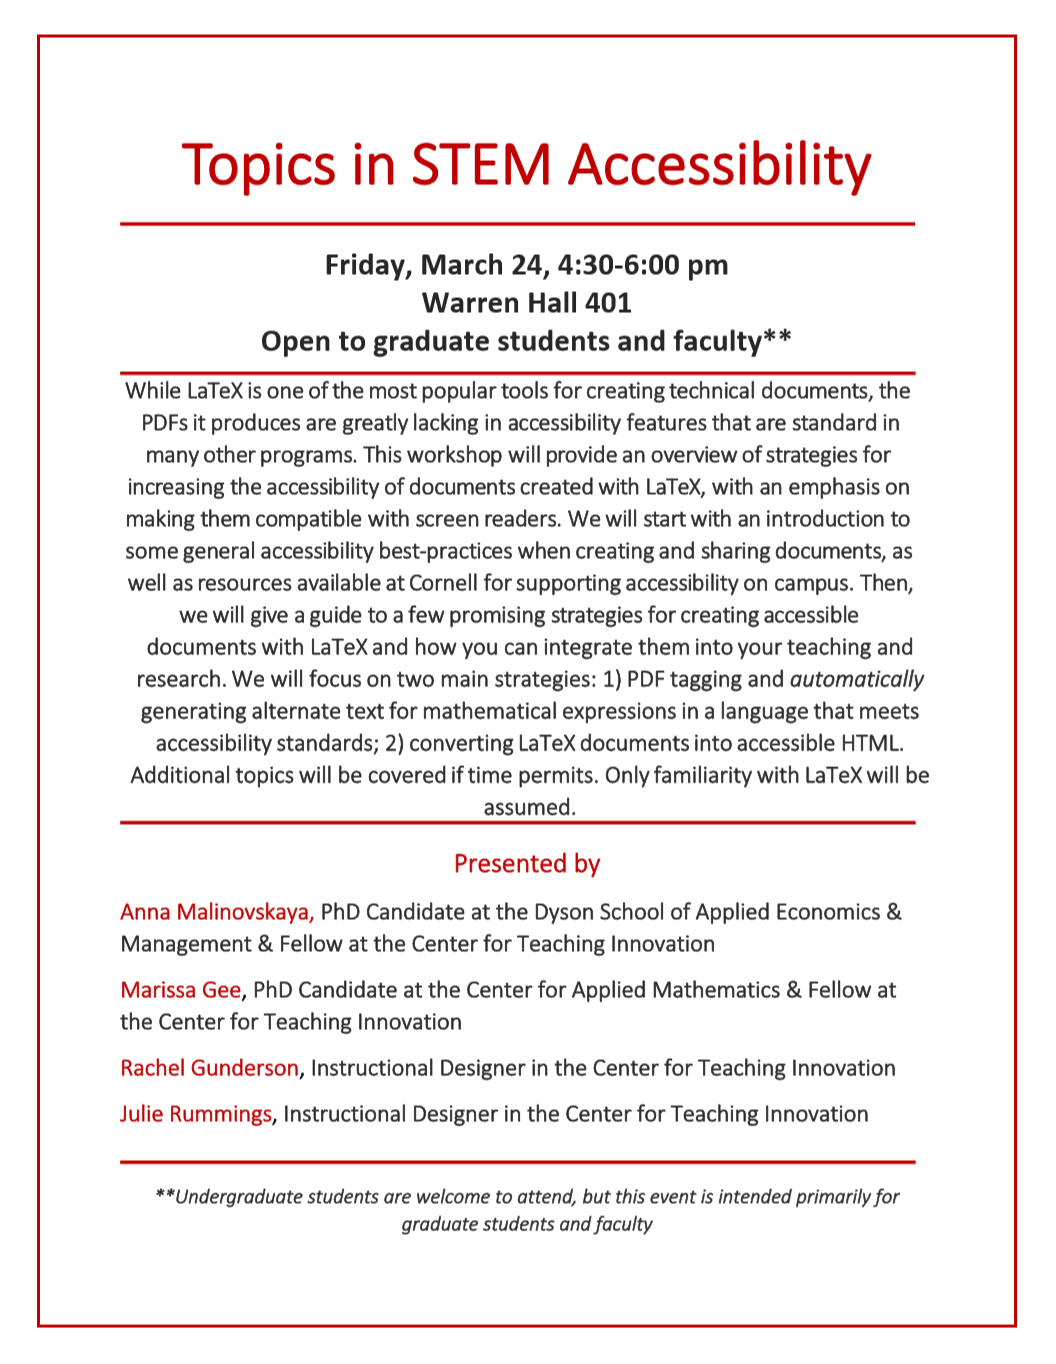 Topics in STEM Accessibility
Friday, March 24, 4:30-6:00 pm
Warren Hall 401
Open to graduate students and faculty**
While LaTeX is one of the most popular tools for creating technical documents, the
PDFs it produces are greatly lacking in accessibility features that are standard in
many other programs. This workshop will provide an overview of strategies for
increasing the accessibility of documents created with LaTeX, with an emphasis on
making them compatible with screen readers. We will start with an introduction to
some general accessibility best-practices when creating and sharing documents, as
well as resources available at Cornell for supporting accessibility on campus. Then,
we will give a guide to a few promising strategies for creating accessible
documents with LaTeX and how you can integrate them into your teaching and
research. We will focus on two main strategies: 1) PDF tagging and automatically
generating alternate text for mathematical expressions in a language that meets
accessibility standards; 2) converting LaTeX documents into accessible HTML.
Additional topics will be covered if time permits. Only familiarity with LaTeX will be
assumed.
Presented by
Anna Malinovskaya, PhD Candidate at the Dyson School of Applied Economics &
Management & Fellow at the Center for Teaching Innovation
Marissa Gee, PhD Candidate at the Center for Applied Mathematics & Fellow at
the Center for Teaching Innovation
Rachel Gunderson, Instructional Designer in the Center for Teaching Innovation
Julie Rummings, Instructional Designer in the Center for Teaching Innovation
**Undergraduate students are welcome to attend, but this event is intended primarily for
graduate students and faculty